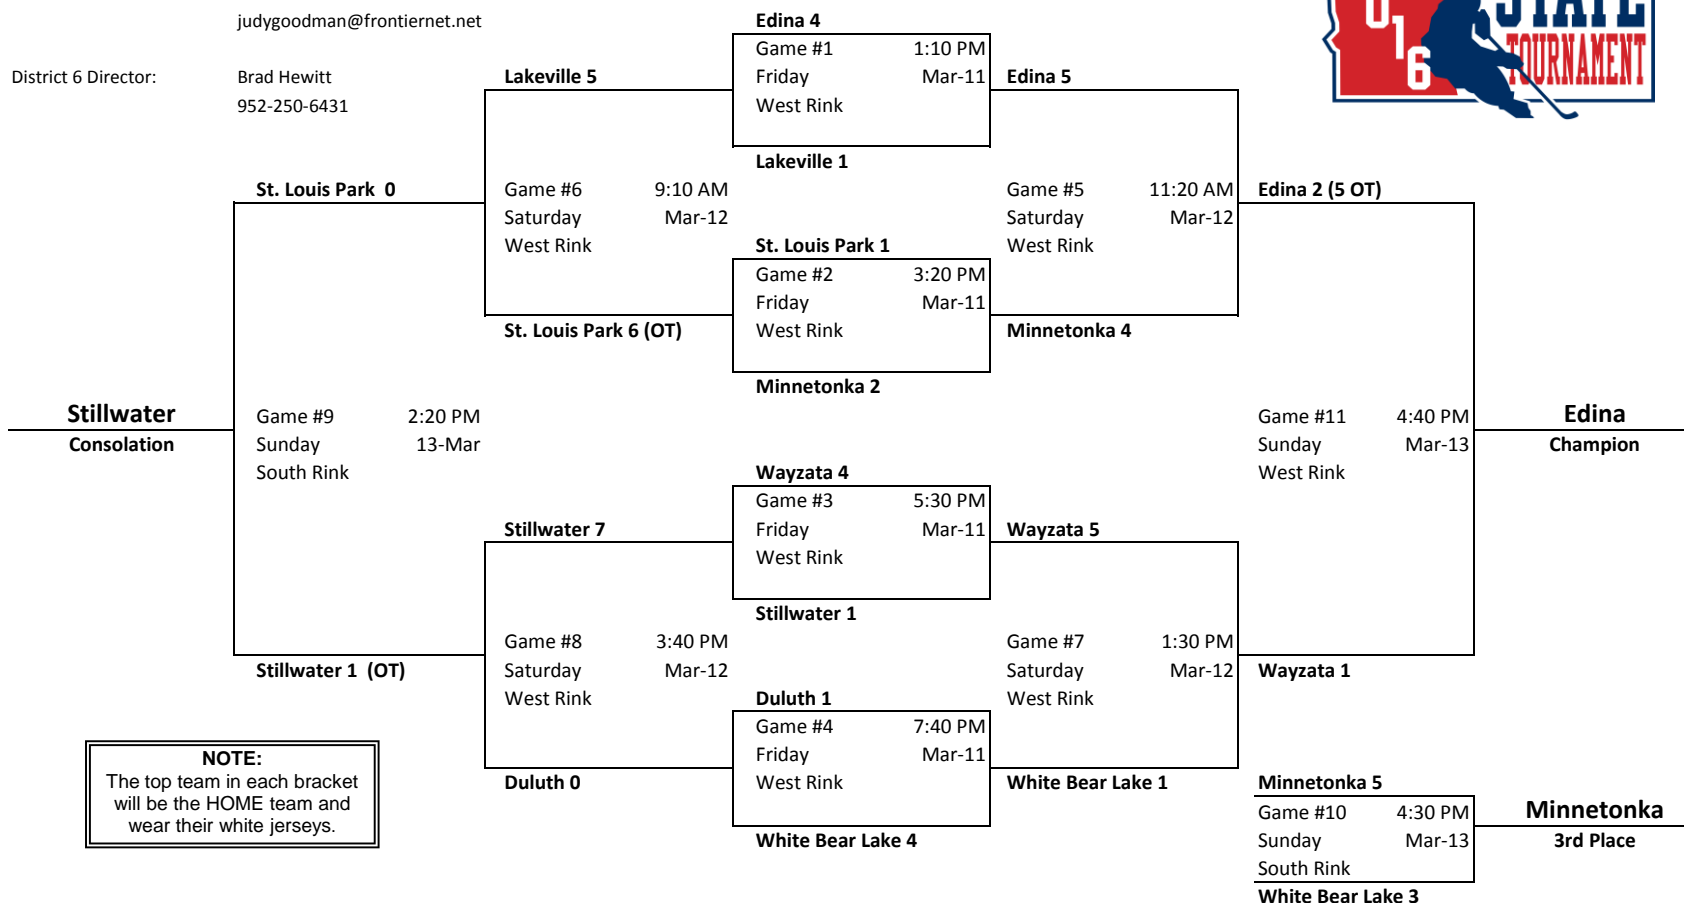 judygoodman@frontiernet.net
District 6 Director: Brad Hewitt
952-250-6431
016
STATE
TOURNAMENT
Edina 4
Game #1 1:10 PM
Friday Mar-11
West Rink
Lakeville 1
Lakeville 5
Edina 5
St. Louis Park 0
Game #6 9:10 AM
Saturday Mar-12
West Rink
Game #5 11:20 AM
Saturday Mar-12
West Rink
Edina 2 (5 OT)
St. Louis Park 1
Game #2 3:20 PM
Friday Mar-11
West Rink
Minnetonka 2
St. Louis Park 6 (OT)
Minnetonka 4
Stillwater
Consolation
Game #9 2:20 PM
Sunday 13-Mar
South Rink
Game #11 4:40 PM
Sunday Mar-13
West Rink
Edina
Champion
Wayzata 4
Game #3 5:30 PM
Friday Mar-11
West Rink
Stillwater 1
Stillwater 7
Wayzata 5
Stillwater 1 (OT)
Game #8 3:40 PM
Saturday Mar-12
West Rink
Game #7 1:30 PM
Saturday Mar-12
West Rink
Wayzata 1
Duluth 1
Game #4 7:40 PM
Friday Mar-11
West Rink
White Bear Lake 4
Duluth 0
White Bear Lake 1
NOTE:
The top team in each bracket
will be the HOME team and
wear their white jerseys.
Minnetonka 5
Game #10 4:30 PM
Sunday Mar-13
South Rink
White Bear Lake 3
Minnetonka
3rd Place